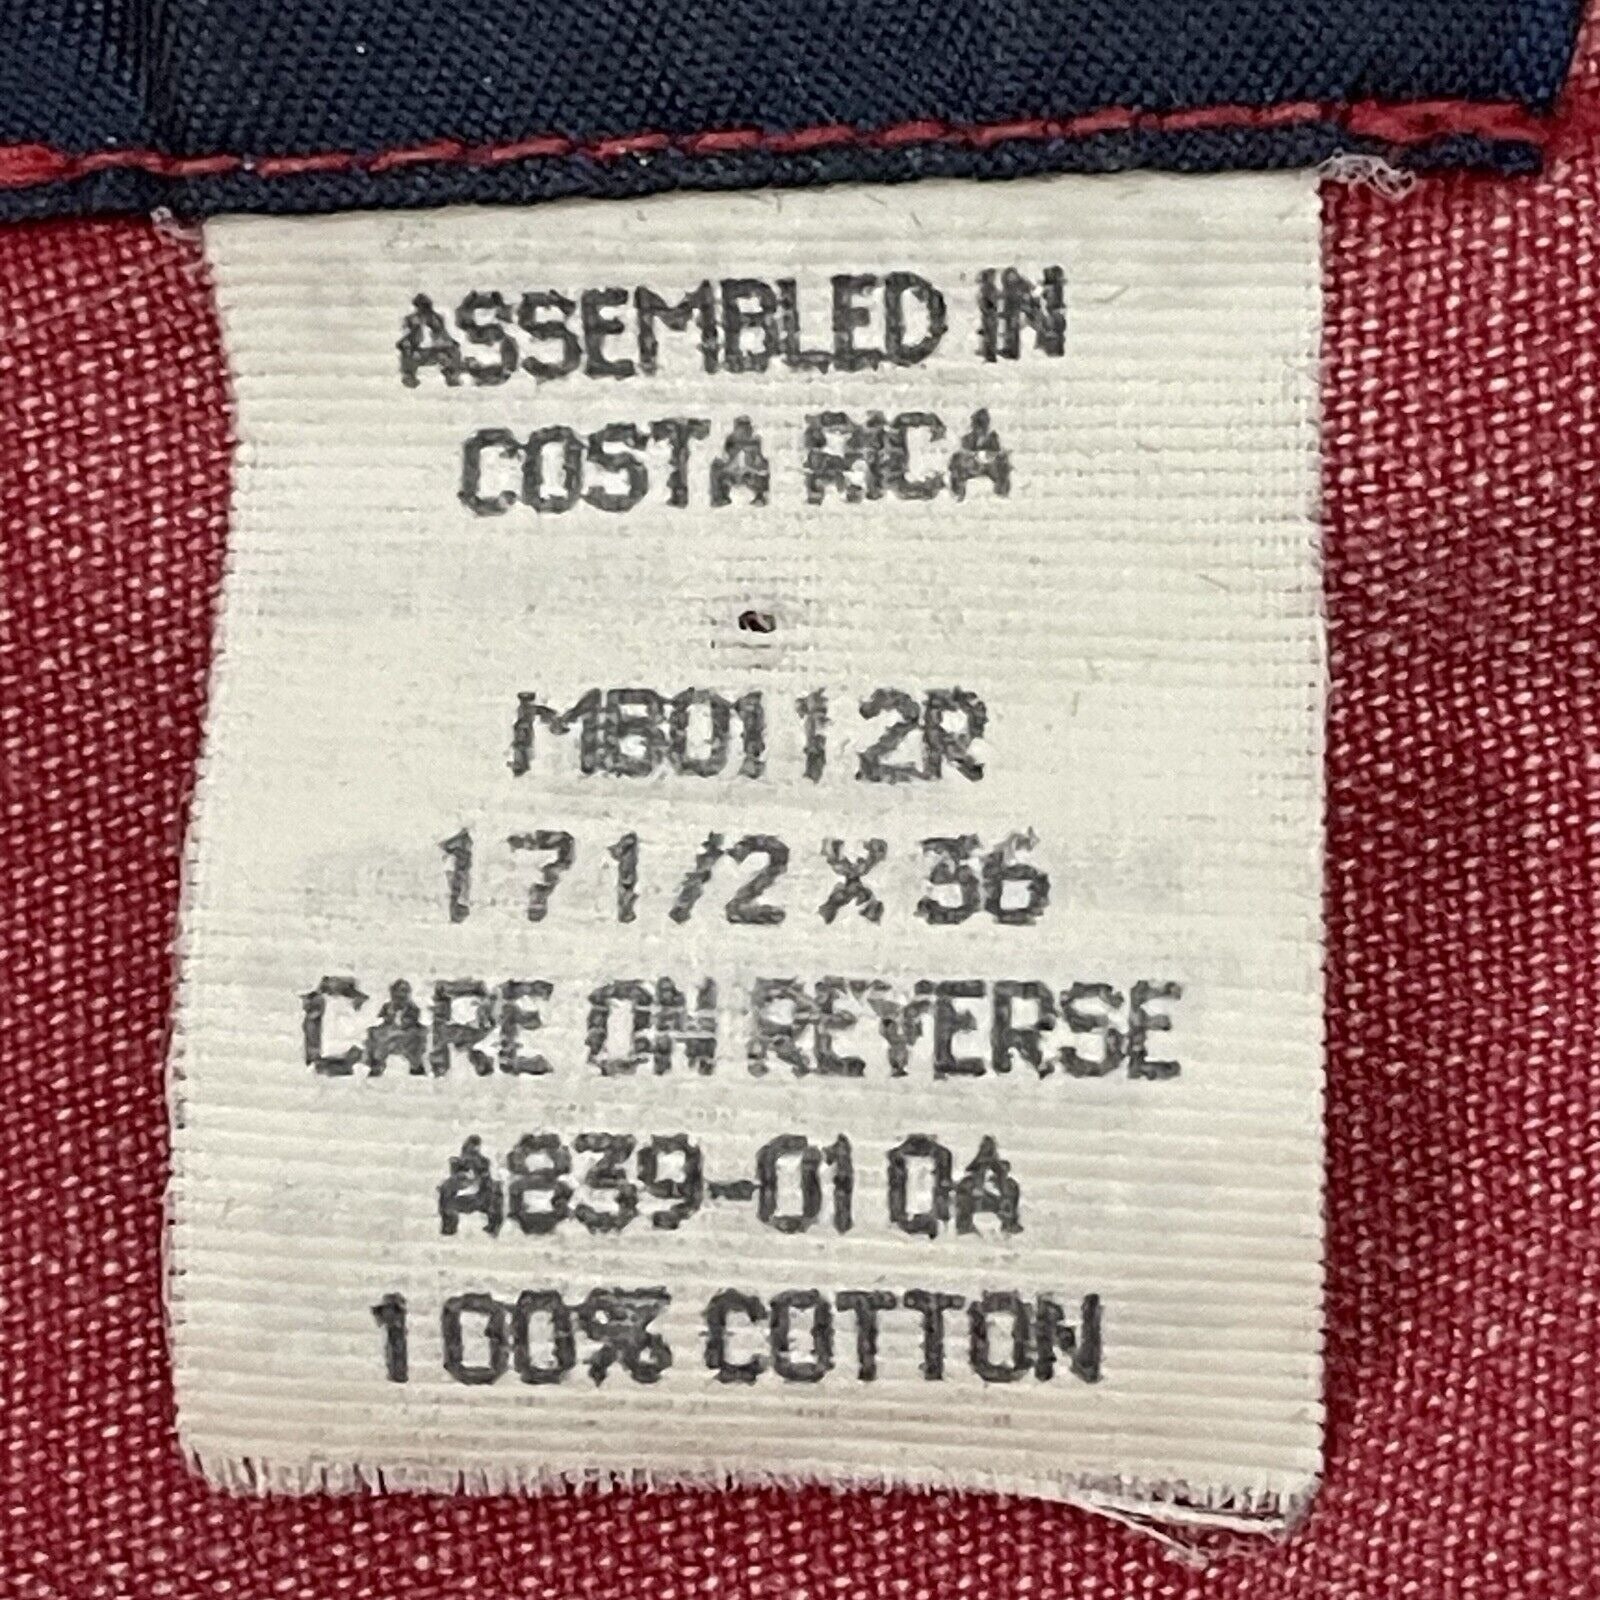 ASSEMBLED IN
COSTA RICA
MB0112R
17 1/2 X 36
CARE ON REVERSE
A839-010A
100% COTTON